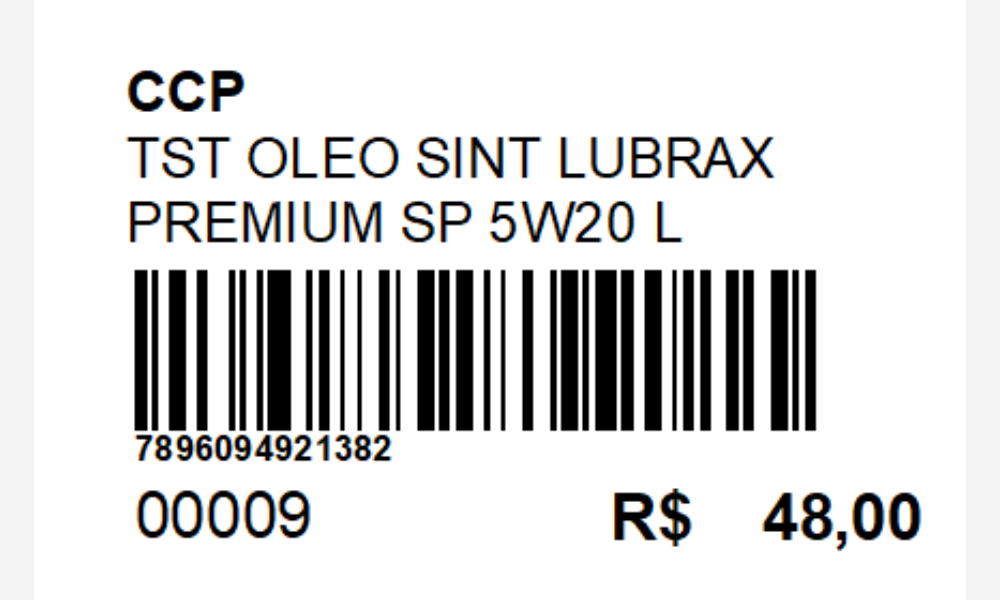 CCP
TST OLEO SINT LUBRAX
PREMIUM SP 5W20 L
7896094921382
00009 R$ 48,00